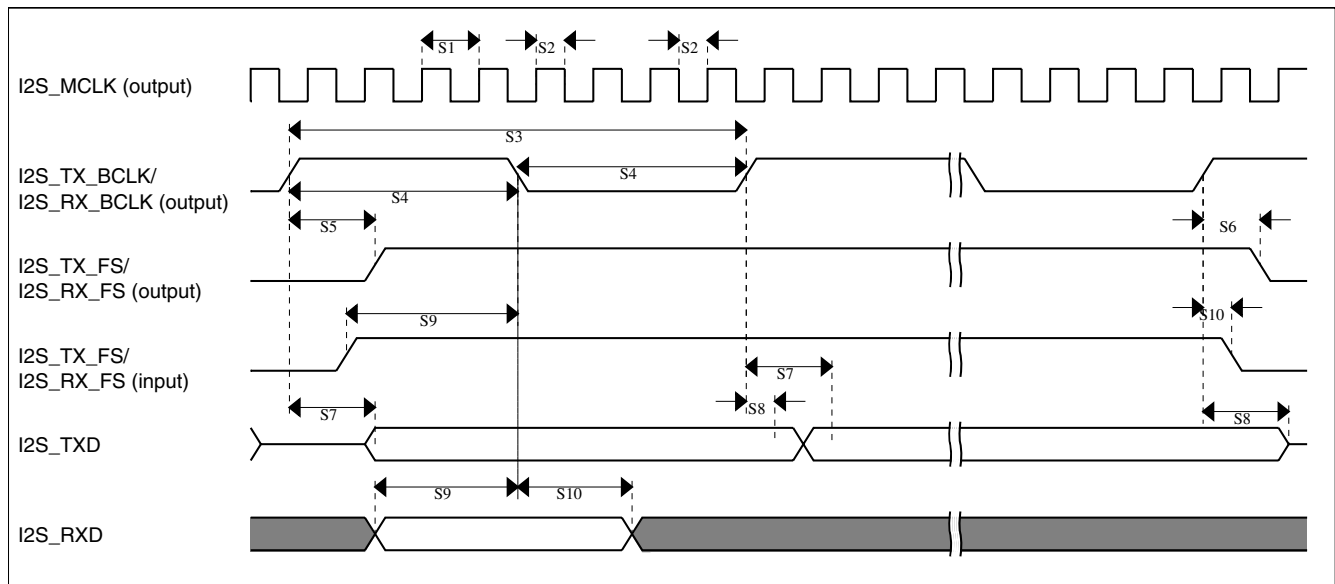 S1 S2 S2
I2S_MCLK (output)
S3
I2S_TX_BCLK/
I2S_RX_BCLK (output)
S4
S4
S5
S6
I2S_TX_FS/
I2S_RX_FS (output)
S9
S10
I2S_TX_FS/
I2S_RX_FS (input)
S7
S7
S8
S8
I2S_TXD
S9 S10
I2S_RXD